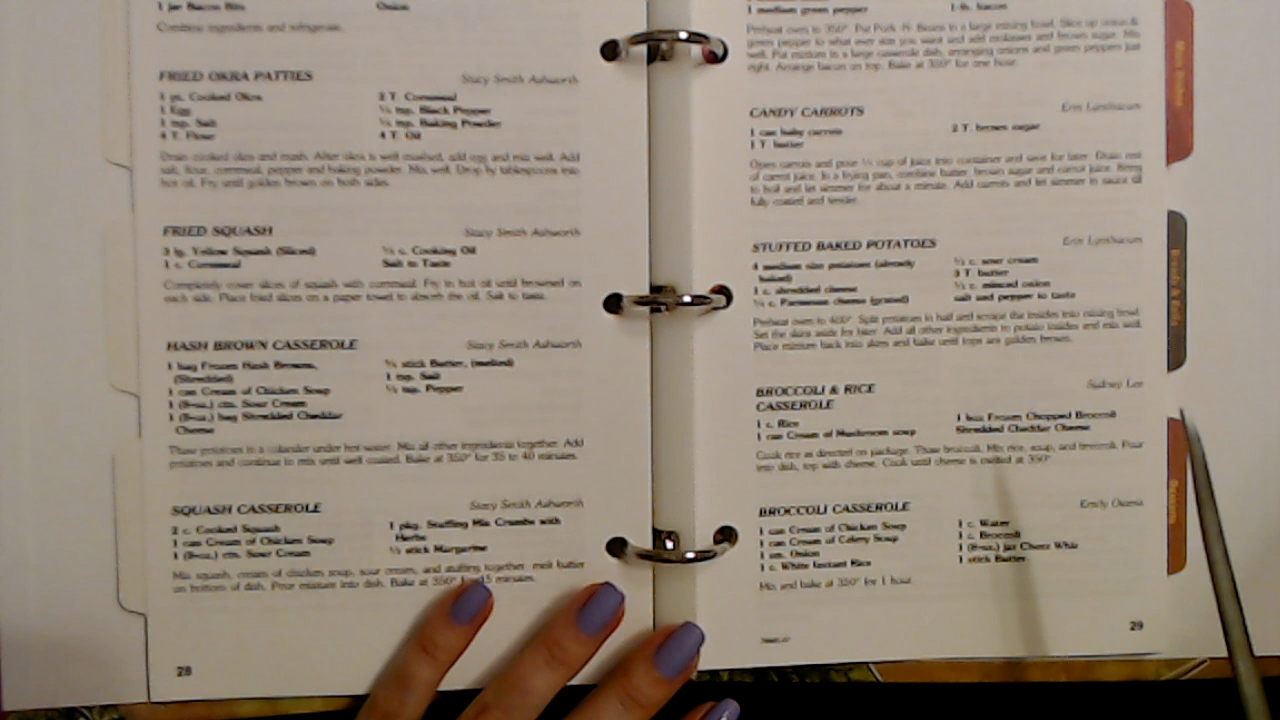 1 jar Bacon Bits
Onion
Combine ingredients and refrigerate.
FRIED OKRA PATTIES
Stacy Smith Ashworth
1 pt. Cooked Okra
1 Egg
1 tsp. Salt
4 T. Flour
2 T. Cornmeal
tsp. Black Pepper
tsp. Baking Powder
4 T. Oil
Drain cooked okra and mash. After okra is well mashed, add egg and mix well. Add
salt, flour, cornmeal, pepper and baking powder. Mix well. Drop by tablespoons into
hot oil. Fry until golden brown on both sides.
FRIED SQUASH
Stacy Smith Ashworth
3 lg. Yellow Squash (Sliced)
1 c. Cornmeal
c. Cooking Oil
Salt to Taste
Completely cover slices of squash with cornmeal. Fry in hot oil until browned on
each side. Place fried slices on a paper towel to absorb the oil. Salt to taste.
HASH BROWN CASSEROLE
Stacy Smith Ashworth
1 bag Frozen Hash Browns,
(Shredded)
1 can Cream of Chicken Soup
1 (8-oz.) ctn. Sour Cream
1 (8-oz.) bag Shredded Cheddar
Cheese
stick Butter, (melted)
1 tsp. Salt
tsp. Pepper
Thaw potatoes in a colander under hot water. Mix all other ingredients together. Add
potatoes and continue to mix until well coated. Bake at 350° for 35 to 40 minutes.
SQUASH CASSEROLE
Stacy Smith Ashworth
2 c. Cooked Squash
1 can Cream of Chicken Soup
1 (8-oz.) ctn. Sour Cream
1 pkg. Stuffing Mix Crumbs with
Herbs
½ stick Margarine
Mix squash, cream of chicken soup, sour cream, and stuffing together. melt butter
on bottom of dish. Pour mixture into dish. Bake at 350° minutes.
28
1 medium green pepper
1 lb. bacon
Preheat oven to 350°. Put Pork -N- Beans in a large mixing bowl. Slice up onion &
green pepper to what ever size you want and add molasses and brown sugar. Mix
well. Put mixture in a large casserole dish, arranging onions and green peppers just
right. Arrange bacon on top. Bake at 350° for one hour.
CANDY CARROTS
Erin
1 can baby carrots
1 T. butter
2 T. brown sugar
Open carrots and pour cup of juice into container and save for later. Drain rest
of carrot juice. In a frying pan, combine butter, brown sugar and carrot juice. Bring
to boil and let simmer for about a minute. Add carrots and let simmer in sauce till
fully coated and tender.
STUFFED BAKED POTATOES
Erin
4 medium size potatoes (already
baked)
1 c. shredded cheese
c. Parmesan cheese (grated)
c. sour cream
3 T. butter
c. minced onion
salt and pepper to taste
Preheat oven to 400°. Split potatoes in half and scrape the insides into mixing bowl.
Set the skins aside for later. Add all other ingredients to potato insides and mix well.
Place mixture back into skins and bake until tops are golden brown.
BROCCOLI & RICE
CASSEROLE
Sydney Lee
1 c. Rice
1 can Cream of Mushroom soup
1 box Frozen Chopped Broccoli
Shredded Cheddar Cheese
Cook rice as directed on package. Thaw broccoli. Mix rice, soup, and broccoli. Pour
into dish, top with cheese. Cook until cheese is melted at 350°
BROCCOLI CASSEROLE
Emily
1 can Cream of Chicken Soup
1 can Cream of Celery Soup
1 sm. Onion
1 c. White Instant Rice
1 c. Water
1 c. Broccoli
1 (8-oz.) jar Cheez Whiz
1 stick Butter
Mix and bake at 350° for 1 hour.
29
Main Dishes
Breads & Rolls
Desserts